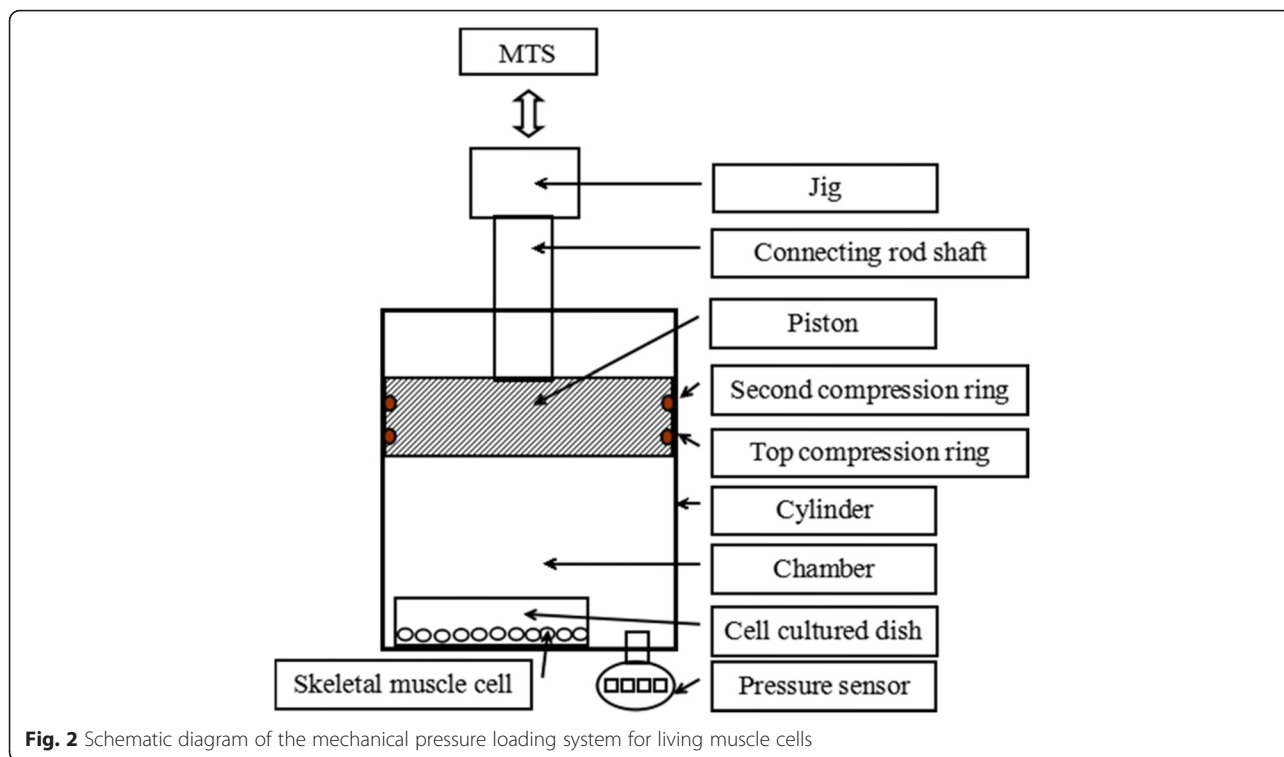 MTS
Jig
Connecting rod shaft
Piston
Second compression ring
Top compression ring
Cylinder
Chamber
Cell cultured dish
Skeletal muscle cell
Pressure sensor
Fig. 2 Schematic diagram of the mechanical pressure loading system for living muscle cells